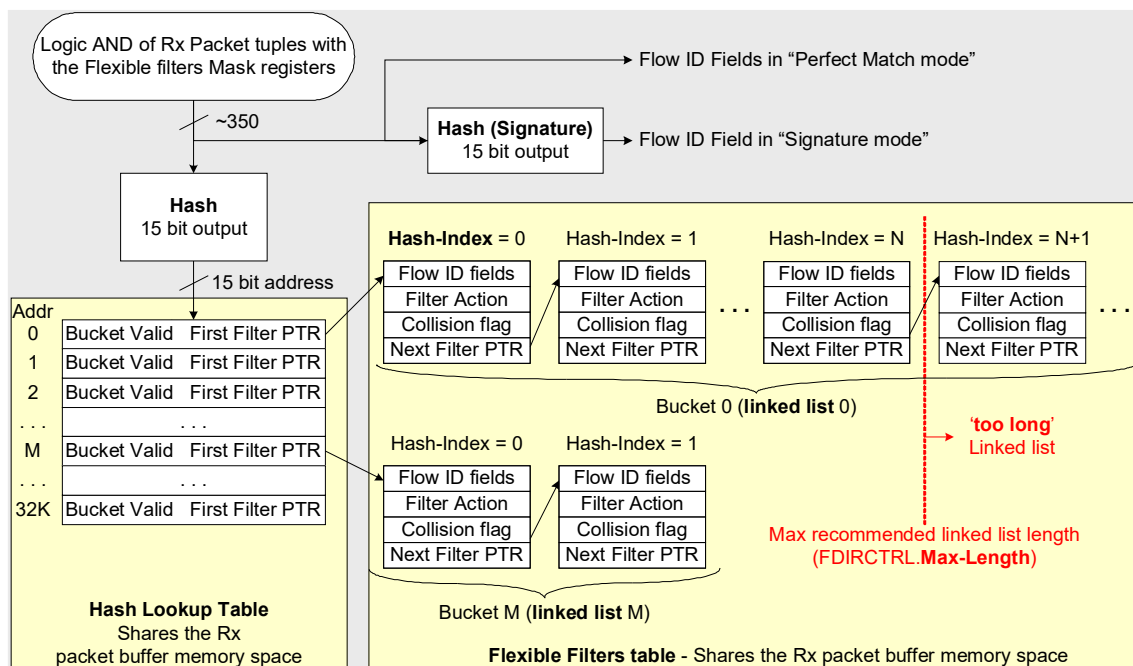 Logic AND of Rx Packet tuples with
the Flexible filters Mask registers
Flow ID Fields in “Perfect Match mode”
~350
Hash (Signature)
15 bit output
Flow ID Field in “Signature mode”
Hash
15 bit output
15 bit address
Addr
0 Bucket Valid First Filter PTR
1 Bucket Valid First Filter PTR
2 Bucket Valid First Filter PTR
. . . . . .
M Bucket Valid First Filter PTR
. . . . . .
32K Bucket Valid First Filter PTR
Hash Lookup Table
Shares the Rx
packet buffer memory space
Hash-Index = 0
Flow ID fields
Filter Action
Collision flag
Next Filter PTR
Hash-Index = 1
Flow ID fields
Filter Action
Collision flag
Next Filter PTR
. . .
Hash-Index = N
Flow ID fields
Filter Action
Collision flag
Next Filter PTR
Hash-Index = N+1
Flow ID fields
Filter Action
Collision flag
Next Filter PTR
. . .
Bucket 0 (linked list 0)
‘too long’
Linked list
Hash-Index = 0
Flow ID fields
Filter Action
Collision flag
Next Filter PTR
Hash-Index = 1
Flow ID fields
Filter Action
Collision flag
Next Filter PTR
Max recommended linked list length
(FDIRCTRL.Max-Length)
Bucket M (linked list M)
Flexible Filters table - Shares the Rx packet buffer memory space